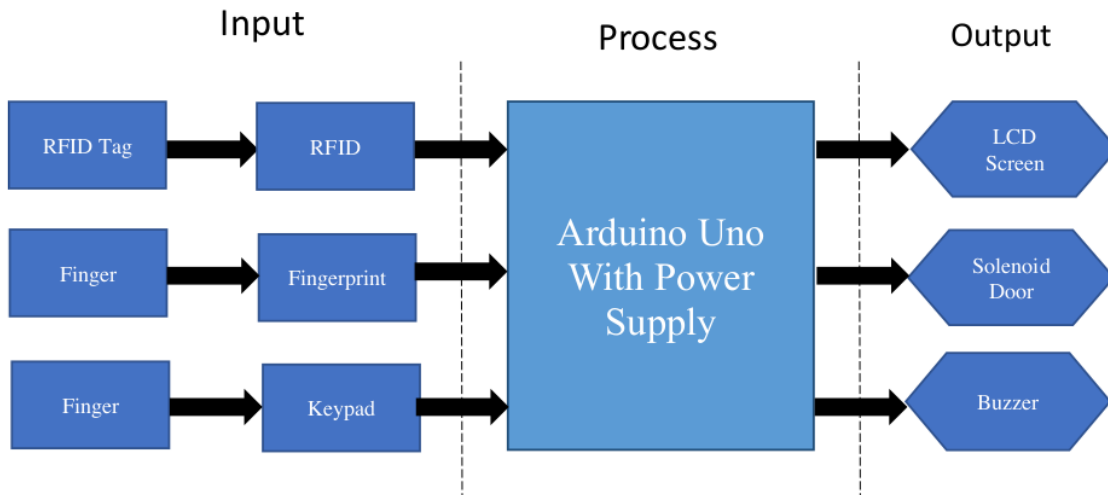 Input
Process
Output
RFID Tag
RFID
Finger
Fingerprint
Finger
Keypad
Arduino Uno
With Power
Supply
LCD
Screen
Solenoid
Door
Buzzer